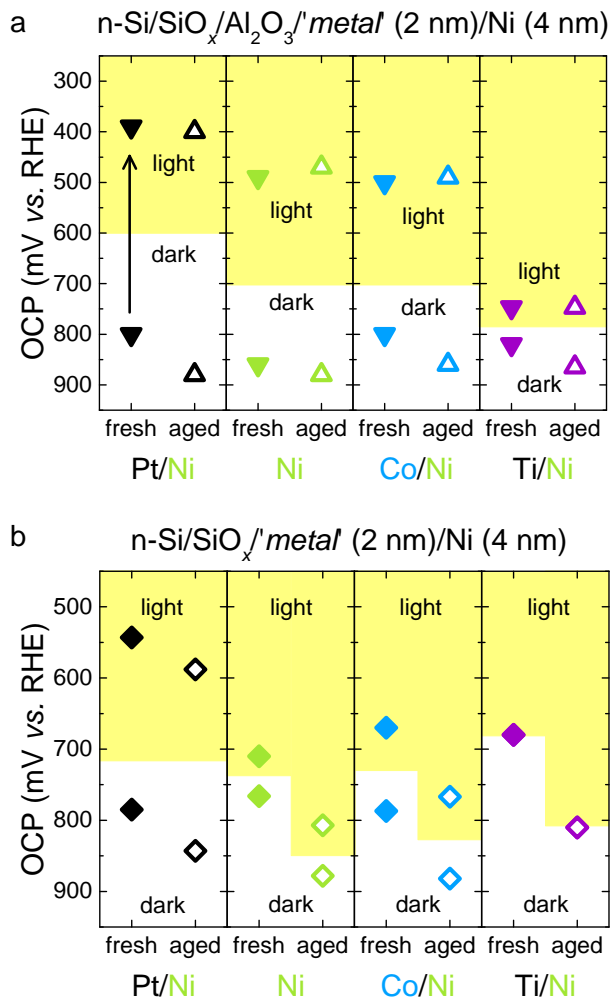 a
n-Si/SiOx/Al2O3/'metal' (2 nm)/Ni (4 nm)
OCP (mV vs. RHE)
300
400
500
600
700
800
900
light
dark
light
dark
light
dark
light
dark
fresh aged fresh aged fresh aged fresh aged
Pt/Ni Ni Co/Ni Ti/Ni
b
n-Si/SiOx/'metal' (2 nm)/Ni (4 nm)
OCP (mV vs. RHE)
500
600
700
800
900
light light light light
dark dark dark dark
fresh aged fresh aged fresh aged fresh aged
Pt/Ni Ni Co/Ni Ti/Ni